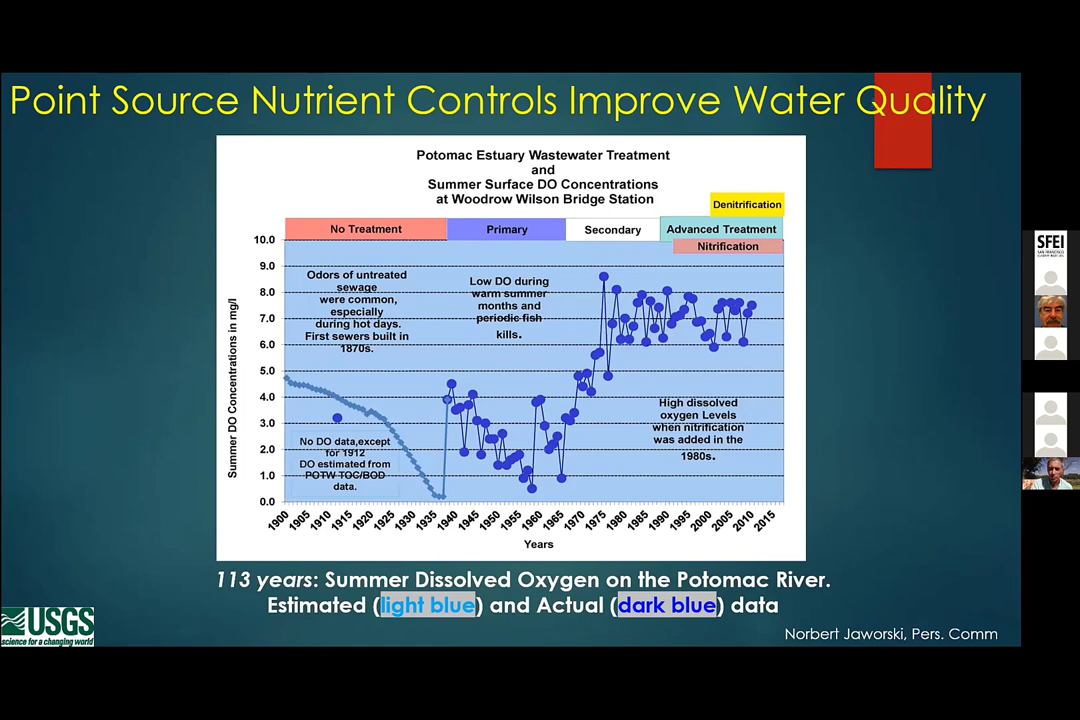 Point Source Nutrient Controls Improve Water Quality
Potomac Estuary Wastewater Treatment
and
Summer Surface DO Concentrations
at Woodrow Wilson Bridge Station
Denitrification
No Treatment
Primary
Secondary
Advanced Treatment
Nitrification
Summer DO Concentrations in mg/l
10.0
9.0
8.0
7.0
6.0
5.0
4.0
3.0
2.0
1.0
0.0
Odors of untreated
sewage
were common,
especially
during hot days.
First sewers built in
1870s.
Low DO during
warm summer
months and
periodic fish
kills.
High dissolved
oxygen Levels
when nitrification
was added in the
1980s.
No DO data,except
for 1912
DO estimated from
POTW TOC/BOD
data.
1900 1905 1910 1915 1920 1925 1930 1935 1940 1945 1950 1955 1960 1965 1970 1975 1980 1985 1990 1995 2000 2005 2010 2015
Years
113 years: Summer Dissolved Oxygen on the Potomac River.
Estimated (light blue) and Actual (dark blue) data
Norbert Jaworski, Pers. Comm
USGS
science for a changing world
SFEI